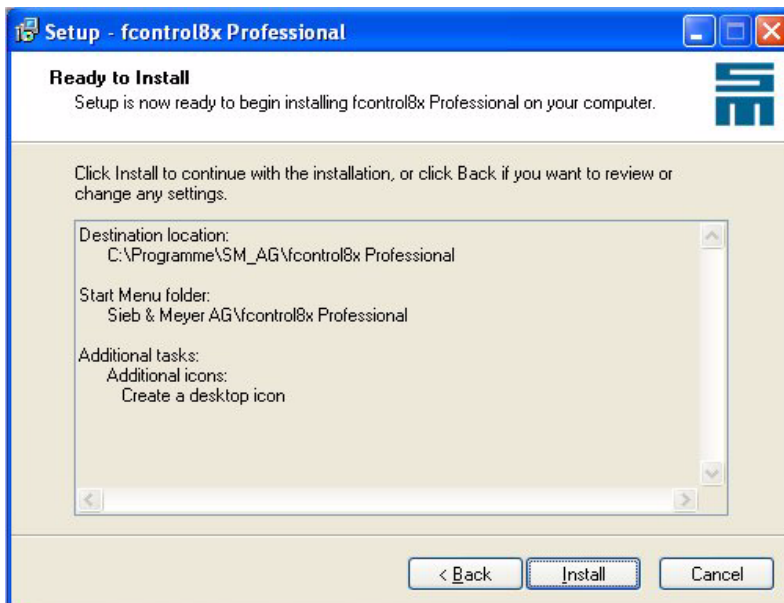 Setup - fcontrol8x Professional
Ready to Install
Setup is now ready to begin installing fcontrol8x Professional on your computer.
SM
Click Install to continue with the installation, or click Back if you want to review or
change any settings.
Destination location:
C:\Programme\SM_AG\fcontrol8x Professional
Start Menu folder:
Sieb & Meyer AG\fcontrol8x Professional
Additional tasks:
Additional icons:
Create a desktop icon
< Back
Install
Cancel